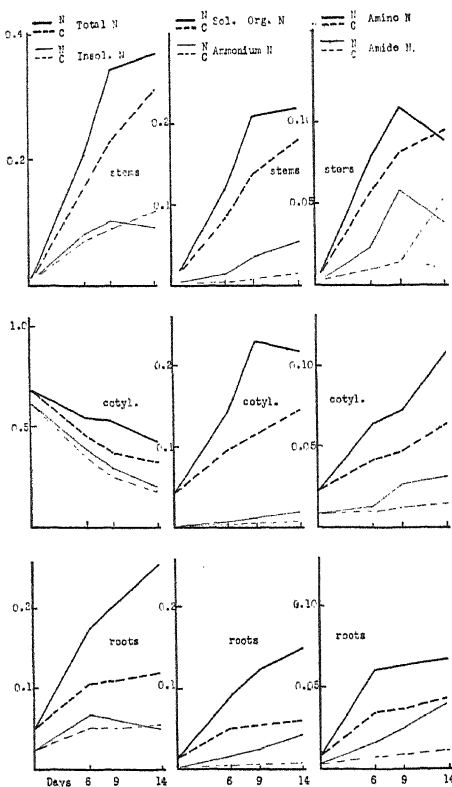 N Total N
C
N Insol. N
C
N Sol. Org. N
C
N Ammonium N
C
N Amino N
C
N Amide N.
C
0.4
0.2
stems
0.2
0.1
stems
0.10
0.05
stems
1.0
0.5
cotyl.
0.2
0.1
cotyl.
0.10
0.05
cotyl.
0.2
0.1
roots
0.2
0.1
roots
0.10
0.05
roots
Days 6 9 14
6 9 14
6 9 14